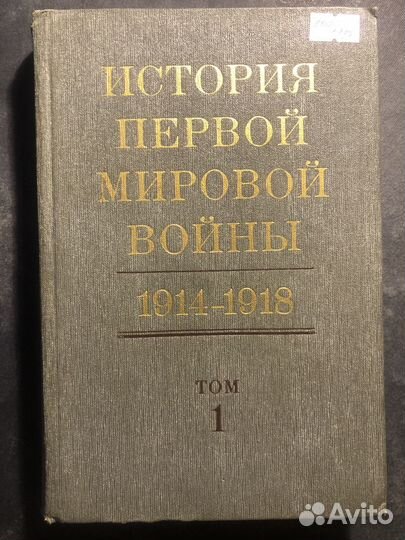 ИСТОРИЯ
ПЕРВОЙ
МИРОВОЙ
ВОЙНЫ
1914–1918
ТОМ
1
Avito